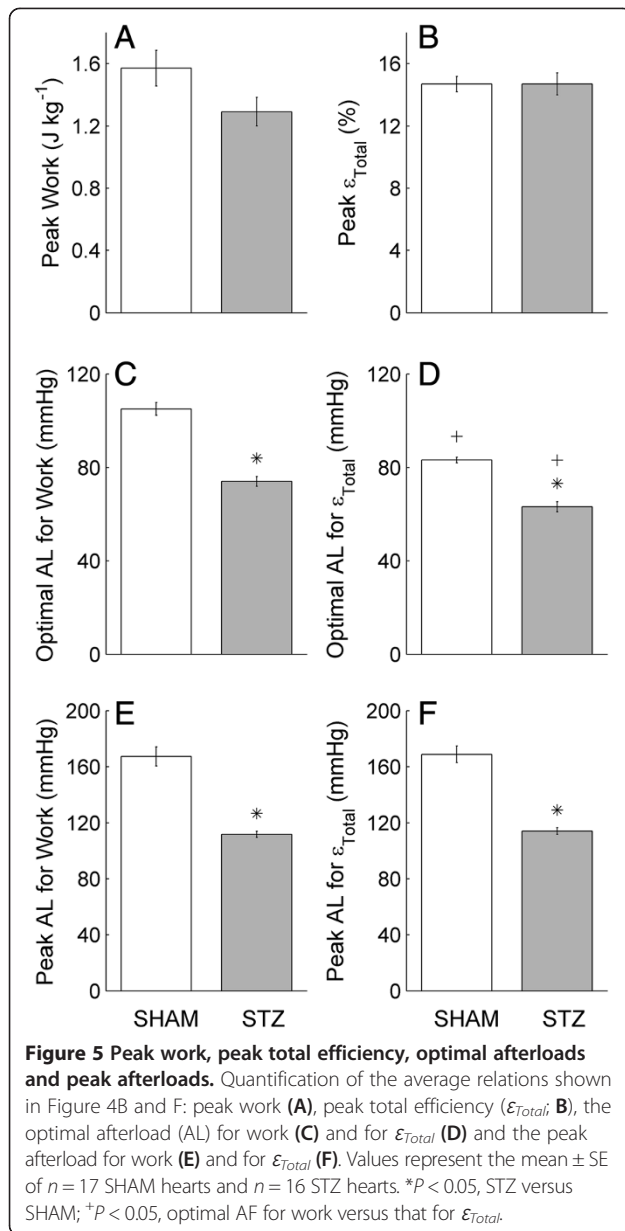 A
Peak Work (J kg⁻¹)
1.6
1.2
0.8
0.4
0
B
Peak ε_Total (%)
16
12
8
4
0
C
Optimal AL for Work (mmHg)
120
80
40
0
*
D
Optimal AL for ε_Total (mmHg)
120
80
40
0
+
+
*
E
Peak AL for Work (mmHg)
200
160
120
80
40
0
*
SHAM STZ
F
Peak AL for ε_Total (mmHg)
200
160
120
80
40
0
*
SHAM STZ
Figure 5 Peak work, peak total efficiency, optimal afterloads
and peak afterloads. Quantification of the average relations shown
in Figure 4B and F: peak work (A), peak total efficiency (ε_Total; B), the
optimal afterload (AL) for work (C) and for ε_Total (D) and the peak
afterload for work (E) and for ε_Total (F). Values represent the mean ± SE
of n = 17 SHAM hearts and n = 16 STZ hearts. *P < 0.05, STZ versus
SHAM; ⁺P < 0.05, optimal AF for work versus that for ε_Total.